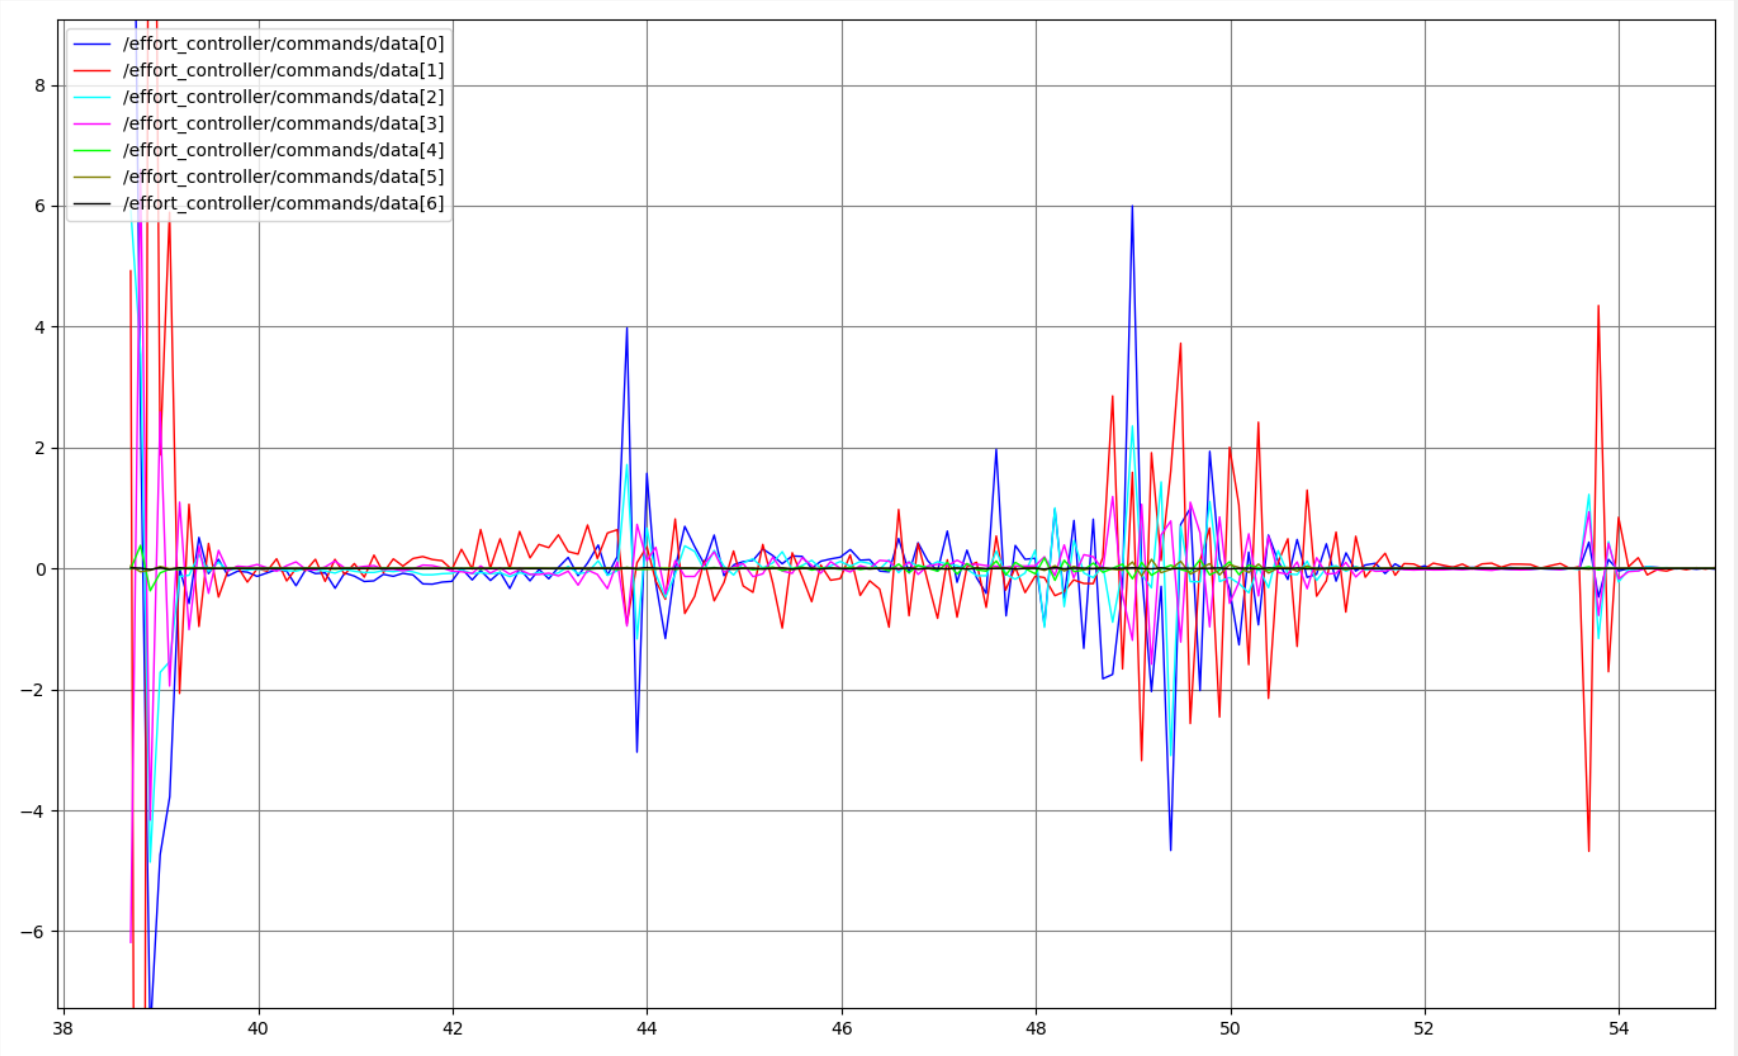 /effort_controller/commands/data[0]
/effort_controller/commands/data[1]
/effort_controller/commands/data[2]
/effort_controller/commands/data[3]
/effort_controller/commands/data[4]
/effort_controller/commands/data[5]
/effort_controller/commands/data[6]
8
6
4
2
0
−2
−4
−6
38 40 42 44 46 48 50 52 54